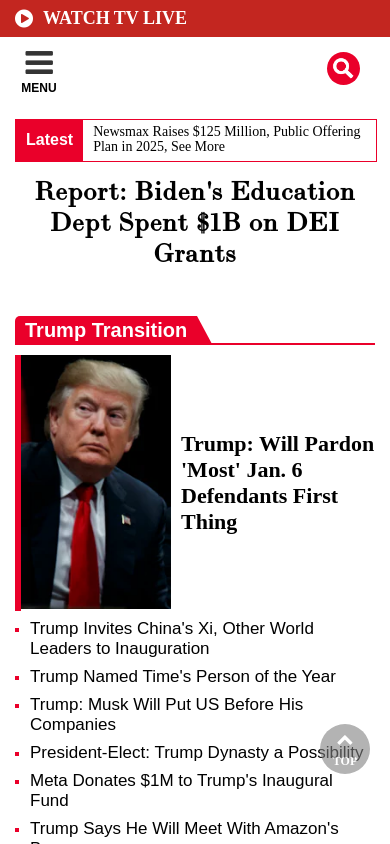 WATCH TV LIVE
MENU
Latest
Newsmax Raises $125 Million, Public Offering
Plan in 2025, See More
Report: Biden's Education
Dept Spent $1B on DEI
Grants
Trump Transition
Trump: Will Pardon
'Most' Jan. 6
Defendants First
Thing
Trump Invites China's Xi, Other World
Leaders to Inauguration
Trump Named Time's Person of the Year
Trump: Musk Will Put US Before His
Companies
President-Elect: Trump Dynasty a Possibility
TOP
Meta Donates $1M to Trump's Inaugural
Fund
Trump Says He Will Meet With Amazon's